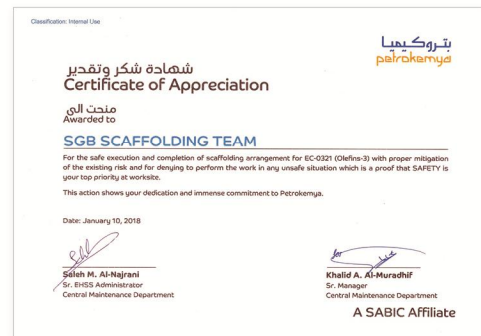 Classification: Internal Use
بتروكيميا
petrokemya
شهادة شكر وتقدير
Certificate of Appreciation
منحت الى
Awarded to
SGB SCAFFOLDING TEAM
For the safe execution and completion of scaffolding arrangement for EC-0321 (Olefins-3) with proper mitigation
of the existing risk and for denying to perform the work in any unsafe situation which is a proof that SAFETY is
your top priority at worksite.
This action shows your dedication and immense commitment to Petrokemya.
Date: January 10, 2018
for
Saleh M. Al-Najrani
Sr. EHSS Administrator
Central Maintenance Department
Khalid A. Al-Muradhif
Sr. Manager
Central Maintenance Department
A SABIC Affiliate